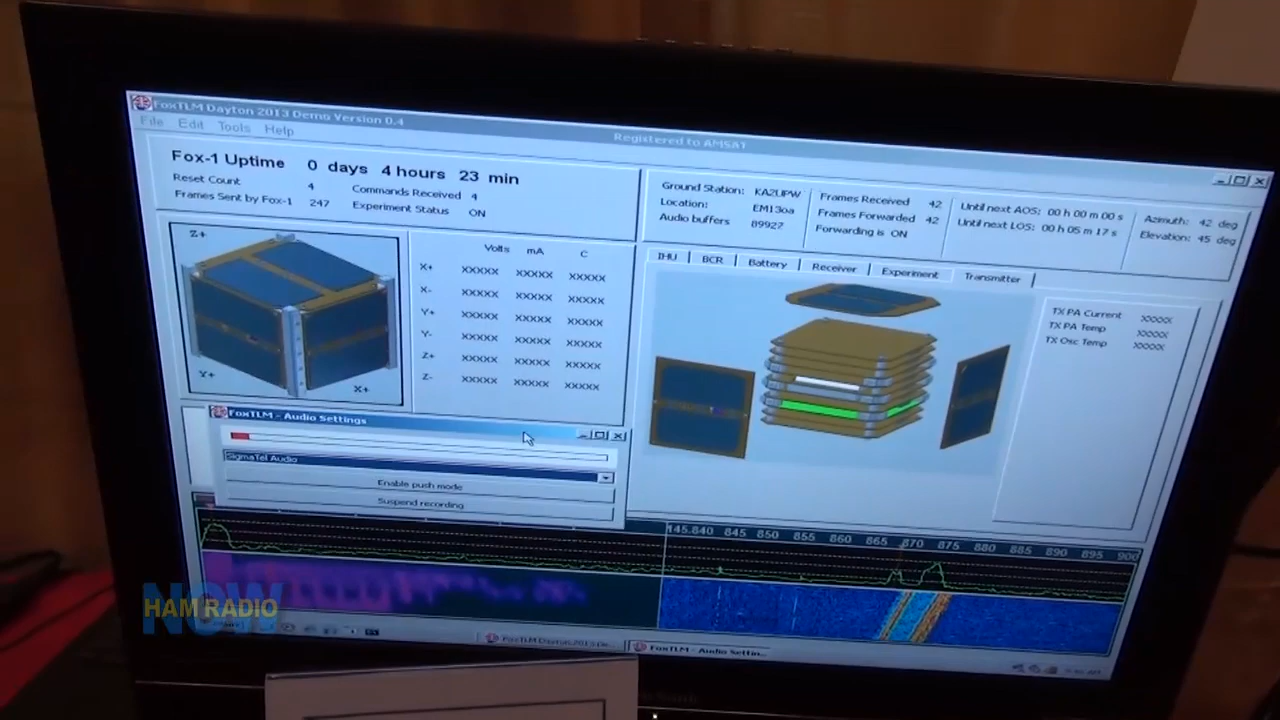 FoxTLM Dayton 2013 Demo Version 0.4
Registered to AMSAT
File Edit Tools Help
Fox-1 Uptime 0 days 4 hours 23 min
Reset Count 4 Commands Received 4
Frames Sent by Fox-1 247 Experiment Status ON
Ground Station: KA2UPW
Location: EM13oa
Audio buffers 89927
Frames Received 42
Frames Forwarded 42
Forwarding is ON
Until next AOS: 00 h 00 m 00 s
Until next LOS: 00 h 05 m 17 s
Azimuth: 42 deg
Elevation: 45 deg
Z+
Y+
X+
Volts mA C
X+ XXXXX XXXXX XXXXX
X- XXXXX XXXXX XXXXX
Y+ XXXXX XXXXX XXXXX
Y- XXXXX XXXXX XXXXX
Z+ XXXXX XXXXX XXXXX
Z- XXXXX XXXXX XXXXX
IHU BCR Battery Receiver Experiment Transmitter
TX PA Current XXXXX
TX PA Temp XXXXX
TX Osc Temp XXXXX
FoxTLM - Audio Settings
SigmaTel Audio
Enable push mode
Suspend recording
145.840 845 850 855 860 865 870 875 880 885 890 895 900
HAM RADIO
NOW
FoxTLM Dayton 2013 De...
FoxTLM - Audio Settin...